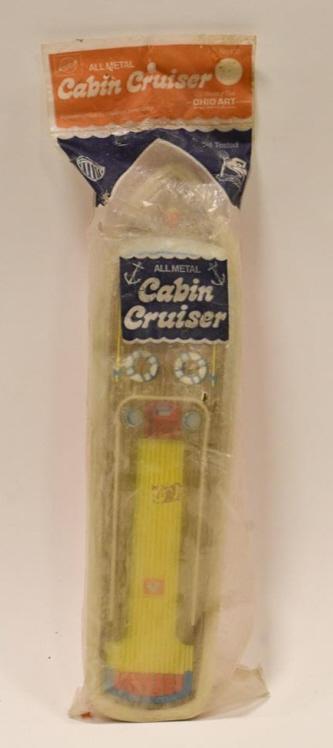 ALL METAL
Cabin Cruiser
OHIO ART
ALL METAL
Cabin
Cruiser